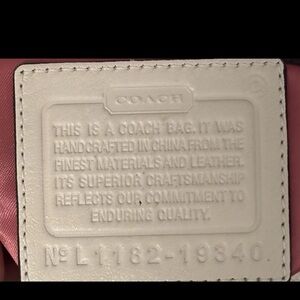 COACH
THIS IS A COACH BAG. IT WAS
HANDCRAFTED IN CHINA FROM THE
FINEST MATERIALS AND LEATHER.
ITS SUPERIOR CRAFTSMANSHIP
REFLECTS OUR COMMITMENT TO
ENDURING QUALITY.
Nº L1182-19340.